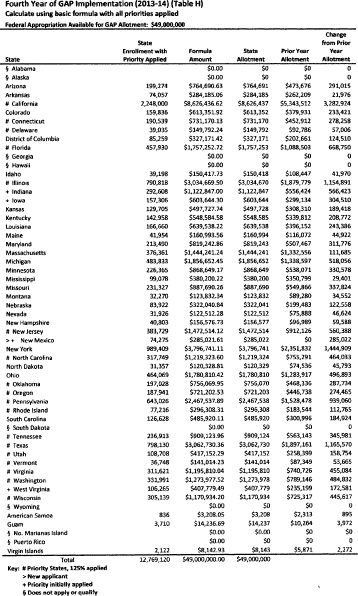 Fourth Year of GAP Implementation (2013-14) (Table H)
Calculate using basic formula with all priorities applied
Federal Appropriation Available for GAP Allotment: $49,000,000
State State Enrollment with Priority Applied Formula Amount State Allotment Prior Year Allotment Change from Prior Year Allotment
§ Alabama $0.00 $0 $0 0
§ Alaska $0.00 $0 $0 0
Arizona 199,274 $764,690.63 $764,691 $473,676 291,015
Arkansas 74,057 $284,185.06 $284,185 $262,209 21,976
# California 2,248,000 $8,626,436.62 $8,626,437 $5,343,512 3,282,924
Colorado 159,836 $613,351.92 $613,352 $379,931 233,421
# Connecticut 190,539 $731,170.13 $731,170 $452,912 278,258
# Delaware 39,035 $149,792.24 $149,792 $92,786 57,006
District of Columbia 85,259 $327,171.42 $327,171 $202,661 124,510
# Florida 457,930 $1,757,252.72 $1,757,253 $1,088,503 668,750
§ Georgia $0.00 $0 $0 0
§ Hawaii $0.00 $0 $0 0
Idaho 39,198 $150,417.73 $150,418 $108,447 41,970
# Illinois 790,818 $3,034,669.50 $3,034,670 $1,879,779 1,154,891
+ Indiana 292,608 $1,122,847.00 $1,122,847 $556,424 566,423
+ Iowa 157,306 $603,644.30 $603,644 $299,134 304,510
Kansas 129,705 $497,727.74 $497,728 $308,310 189,418
Kentucky 142,958 $548,584.58 $548,585 $339,812 208,772
Louisiana 166,660 $639,538.22 $639,538 $396,152 243,386
Maine 41,954 $160,993.56 $160,994 $116,072 44,922
Maryland 213,490 $819,242.86 $819,243 $507,467 311,776
Massachusetts 376,361 $1,444,241.24 $1,444,241 $1,332,556 111,685
Michigan 483,833 $1,856,652.45 $1,856,652 $1,338,597 518,056
Minnesota 226,365 $868,649.17 $868,649 $538,071 330,578
Mississippi 99,078 $380,200.22 $380,200 $350,799 29,401
Missouri 231,327 $887,690.28 $887,690 $549,866 337,824
Montana 32,270 $123,832.34 $123,832 $89,280 34,552
Nebraska 83,922 $322,040.84 $322,041 $199,483 122,558
Nevada 31,926 $122,512.28 $122,512 $75,888 46,624
New Hampshire 40,803 $156,576.73 $156,577 $96,989 59,588
# New Jersey 383,729 $1,472,514.12 $1,472,514 $912,126 560,388
>+ New Mexico 74,275 $285,021.61 $285,022 $0 285,022
New York 989,409 $3,796,741.11 $3,796,741 $2,351,832 1,444,909
# North Carolina 317,749 $1,219,323.60 $1,219,324 $755,291 464,033
North Dakota 31,357 $120,328.81 $120,329 $74,536 45,793
Ohio 464,069 $1,780,810.42 $1,780,810 $1,283,917 496,893
# Oklahoma 197,028 $756,069.95 $756,070 $468,336 287,734
# Oregon 187,941 $721,202.53 $721,203 $446,738 274,465
# Pennsylvania 643,026 $2,467,537.89 $2,467,538 $1,528,478 939,060
# Rhode Island 77,216 $296,308.31 $296,308 $183,544 112,765
South Carolina 126,628 $485,920.11 $485,920 $300,996 184,924
§ South Dakota $0.00 $0 $0 0
# Tennessee 236,913 $909,123.96 $909,124 $563,143 345,981
# Texas 798,130 $3,062,730.36 $3,062,730 $1,897,161 1,165,570
# Utah 108,708 $417,152.29 $417,152 $258,399 158,754
# Vermont 36,748 $141,014.23 $141,014 $87,349 53,665
# Virginia 311,621 $1,195,810.04 $1,195,810 $740,726 455,084
# Washington 331,991 $1,273,977.52 $1,273,978 $789,146 484,832
# West Virginia 106,265 $407,779.49 $407,779 $235,199 172,581
# Wisconsin 305,139 $1,170,934.20 $1,170,934 $725,317 445,617
§ Wyoming $0.00 $0 $0 0
American Samoa 836 $3,208.05 $3,208 $2,313 895
Guam 3,710 $14,236.69 $14,237 $10,264 3,972
§ No. Marianas Island $0.00 $0 $0 0
§ Puerto Rico $0.00 $0 $0 0
Virgin Islands 2,122 $8,142.93 $8,143 $5,871 2,272
Total 12,769,120 $49,000,000.00 $49,000,000
Key: # Priority States, 125% applied
> New applicant
+ Priority initially applied
§ Does not apply or qualify